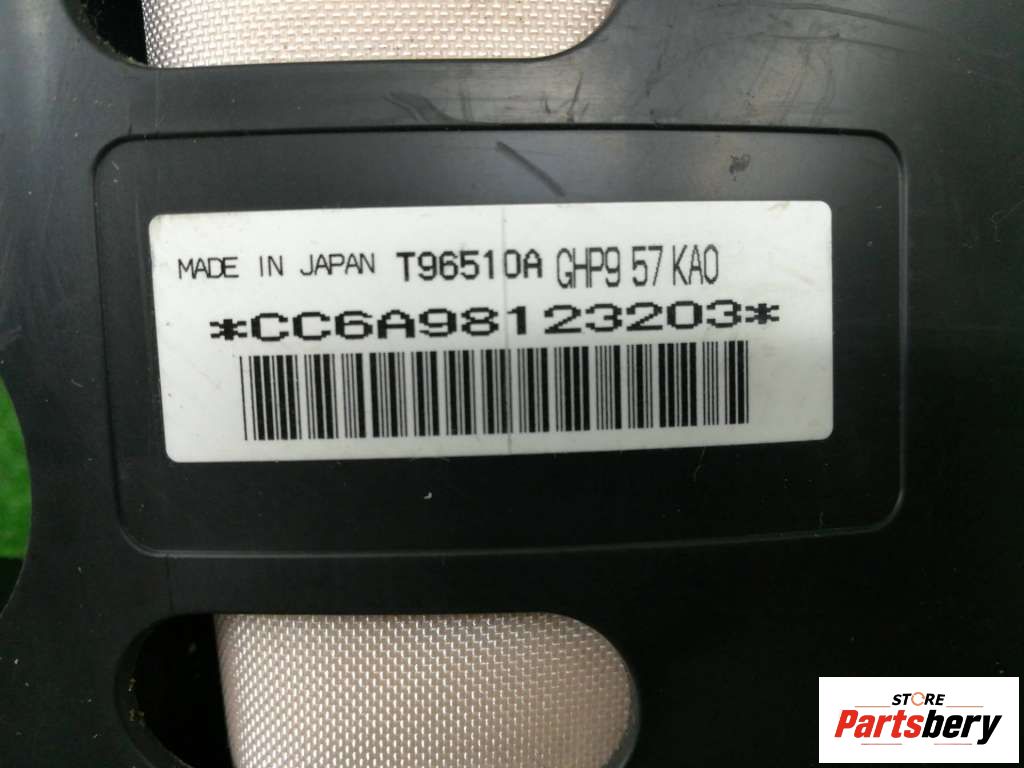 MADE IN JAPAN T96510A GHP9 57 KA0
*CC6A98123203*
STORE
Partsbery